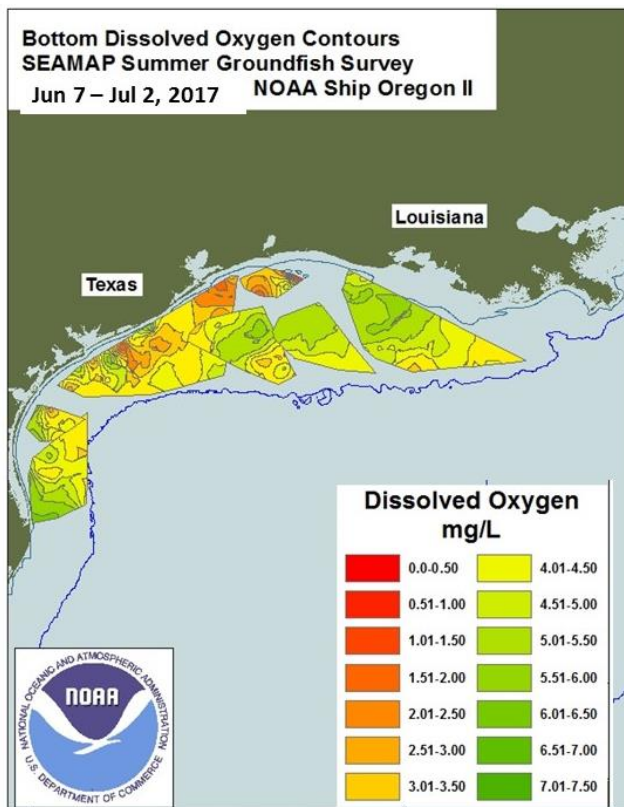 Bottom Dissolved Oxygen Contours
SEAMAP Summer Groundfish Survey
Jun 7 – Jul 2, 2017 NOAA Ship Oregon II
Louisiana
Texas
Dissolved Oxygen
mg/L
0.0-0.50
0.51-1.00
1.01-1.50
1.51-2.00
2.01-2.50
2.51-3.00
3.01-3.50
4.01-4.50
4.51-5.00
5.01-5.50
5.51-6.00
6.01-6.50
6.51-7.00
7.01-7.50
NATIONAL OCEANIC AND ATMOSPHERIC ADMINISTRATION
NOAA
U.S. DEPARTMENT OF COMMERCE